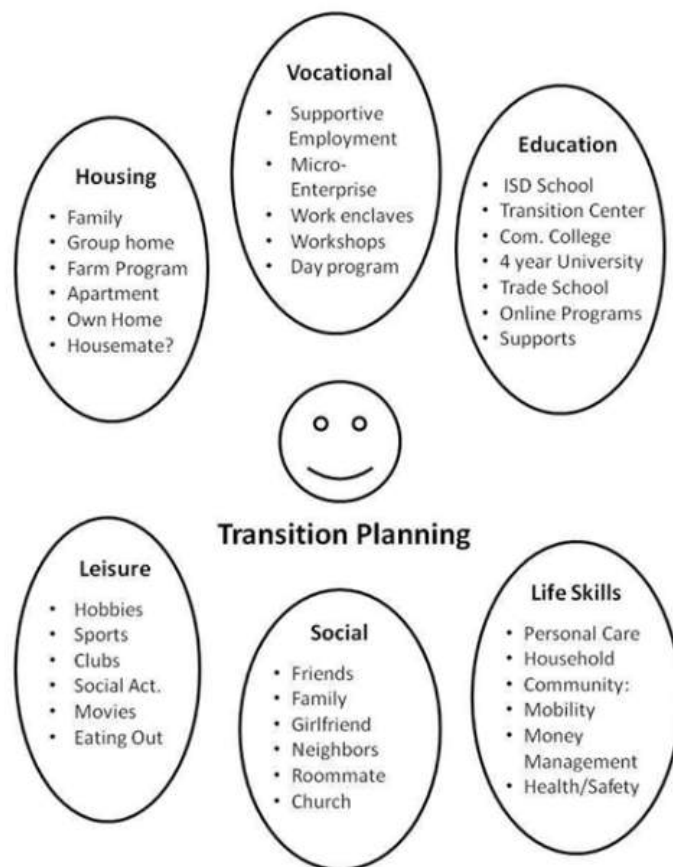 Vocational
• Supportive
Employment
• Micro-
Enterprise
• Work enclaves
• Workshops
• Day program
Housing
• Family
• Group home
• Farm Program
• Apartment
• Own Home
• Housemate?
Education
• ISD School
• Transition Center
• Com. College
• 4 year University
• Trade School
• Online Programs
• Supports
Transition Planning
Leisure
• Hobbies
• Sports
• Clubs
• Social Act.
• Movies
• Eating Out
Social
• Friends
• Family
• Girlfriend
• Neighbors
• Roommate
• Church
Life Skills
• Personal Care
• Household
• Community:
• Mobility
• Money
Management
• Health/Safety